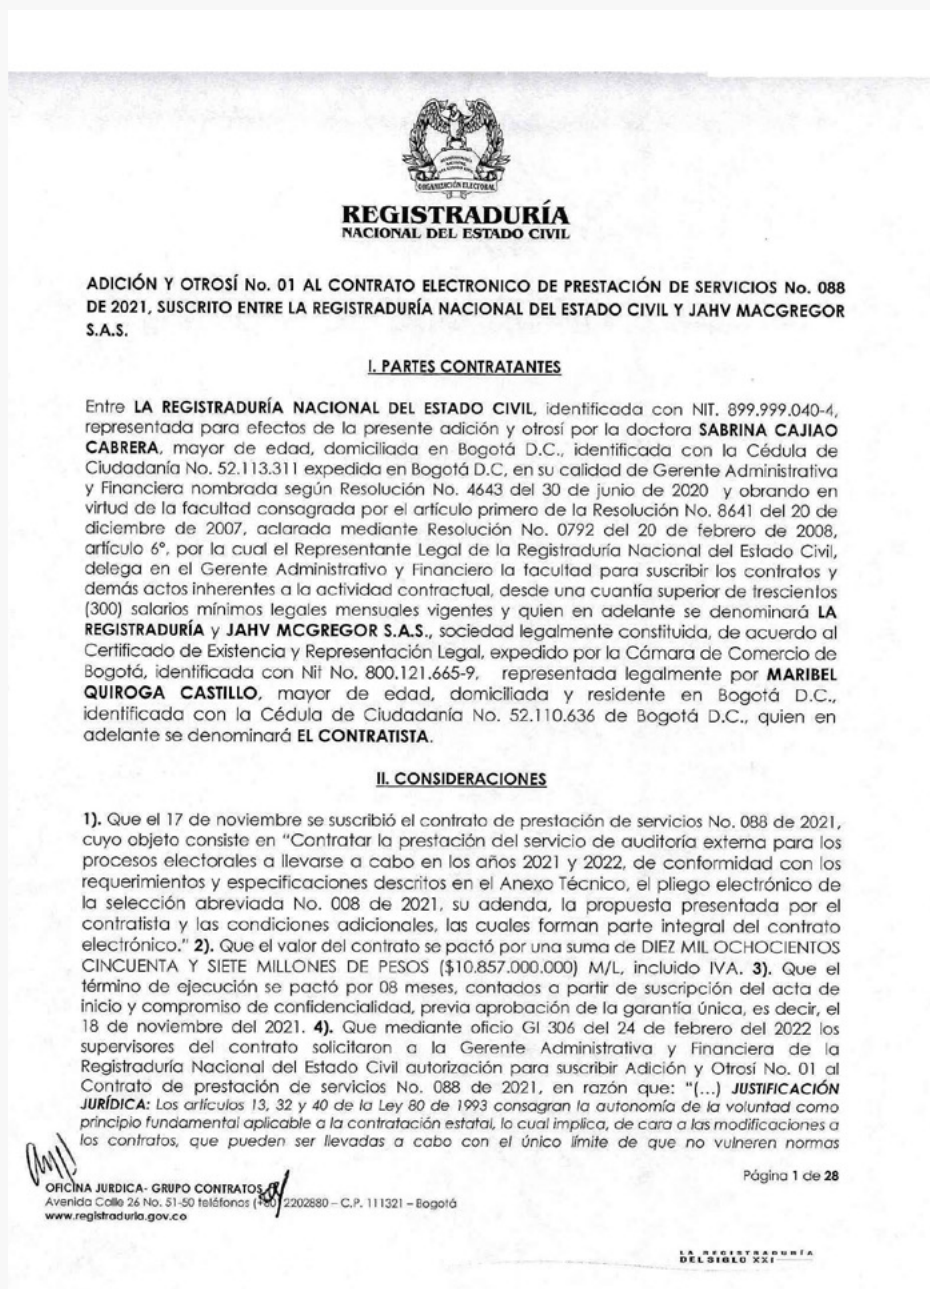 ORGANIZACIÓN ELECTORAL
REGISTRADURÍA
NACIONAL DEL ESTADO CIVIL
ADICIÓN Y OTROSÍ No. 01 AL CONTRATO ELECTRONICO DE PRESTACIÓN DE SERVICIOS No. 088
DE 2021, SUSCRITO ENTRE LA REGISTRADURÍA NACIONAL DEL ESTADO CIVIL Y JAHV MACGREGOR
S.A.S.
I. PARTES CONTRATANTES
Entre LA REGISTRADURÍA NACIONAL DEL ESTADO CIVIL, identificada con NIT. 899.999.040-4,
representada para efectos de la presente adición y otrosí por la doctora SABRINA CAJIAO
CABRERA, mayor de edad, domiciliada en Bogotá D.C., identificada con la Cédula de
Ciudadanía No. 52.113.311 expedida en Bogotá D.C, en su calidad de Gerente Administrativa
y Financiera nombrada según Resolución No. 4643 del 30 de junio de 2020 y obrando en
virtud de la facultad consagrada por el artículo primero de la Resolución No. 8641 del 20 de
diciembre de 2007, aclarada mediante Resolución No. 0792 del 20 de febrero de 2008,
artículo 6°, por la cual el Representante Legal de la Registraduría Nacional del Estado Civil,
delega en el Gerente Administrativo y Financiero la facultad para suscribir los contratos y
demás actos inherentes a la actividad contractual, desde una cuantía superior de trescientos
(300) salarios mínimos legales mensuales vigentes y quien en adelante se denominará LA
REGISTRADURÍA y JAHV MCGREGOR S.A.S., sociedad legalmente constituida, de acuerdo al
Certificado de Existencia y Representación Legal, expedido por la Cámara de Comercio de
Bogotá, identificada con Nit No. 800.121.665-9, representada legalmente por MARIBEL
QUIROGA CASTILLO, mayor de edad, domiciliada y residente en Bogotá D.C.,
identificada con la Cédula de Ciudadanía No. 52.110.636 de Bogotá D.C., quien en
adelante se denominará EL CONTRATISTA.
II. CONSIDERACIONES
1). Que el 17 de noviembre se suscribió el contrato de prestación de servicios No. 088 de 2021,
cuyo objeto consiste en "Contratar la prestación del servicio de auditoría externa para los
procesos electorales a llevarse a cabo en los años 2021 y 2022, de conformidad con los
requerimientos y especificaciones descritos en el Anexo Técnico, el pliego electrónico de
la selección abreviada No. 008 de 2021, su adenda, la propuesta presentada por el
contratista y las condiciones adicionales, las cuales forman parte integral del contrato
electrónico." 2). Que el valor del contrato se pactó por una suma de DIEZ MIL OCHOCIENTOS
CINCUENTA Y SIETE MILLONES DE PESOS ($10.857.000.000) M/L, incluido IVA. 3). Que el
término de ejecución se pactó por 08 meses, contados a partir de suscripción del acta de
inicio y compromiso de confidencialidad, previa aprobación de la garantía única, es decir, el
18 de noviembre del 2021. 4). Que mediante oficio GI 306 del 24 de febrero del 2022 los
supervisores del contrato solicitaron a la Gerente Administrativa y Financiera de la
Registraduría Nacional del Estado Civil autorización para suscribir Adición y Otrosí No. 01 al
Contrato de prestación de servicios No. 088 de 2021, en razón que: "(...) JUSTIFICACIÓN
JURÍDICA: Los artículos 13, 32 y 40 de la Ley 80 de 1993 consagran la autonomía de la voluntad como
principio fundamental aplicable a la contratación estatal, lo cual implica, de cara a las modificaciones a
los contratos, que pueden ser llevadas a cabo con el único límite de que no vulneren normas
Página 1 de 28
OFICINA JURDICA- GRUPO CONTRATOS
Avenida Calle 26 No. 51-50 teléfonos 2202880 – C.P. 111321 – Bogotá
www.registraduria.gov.co
LA REGISTRADURÍA
DEL SIGLO XXI